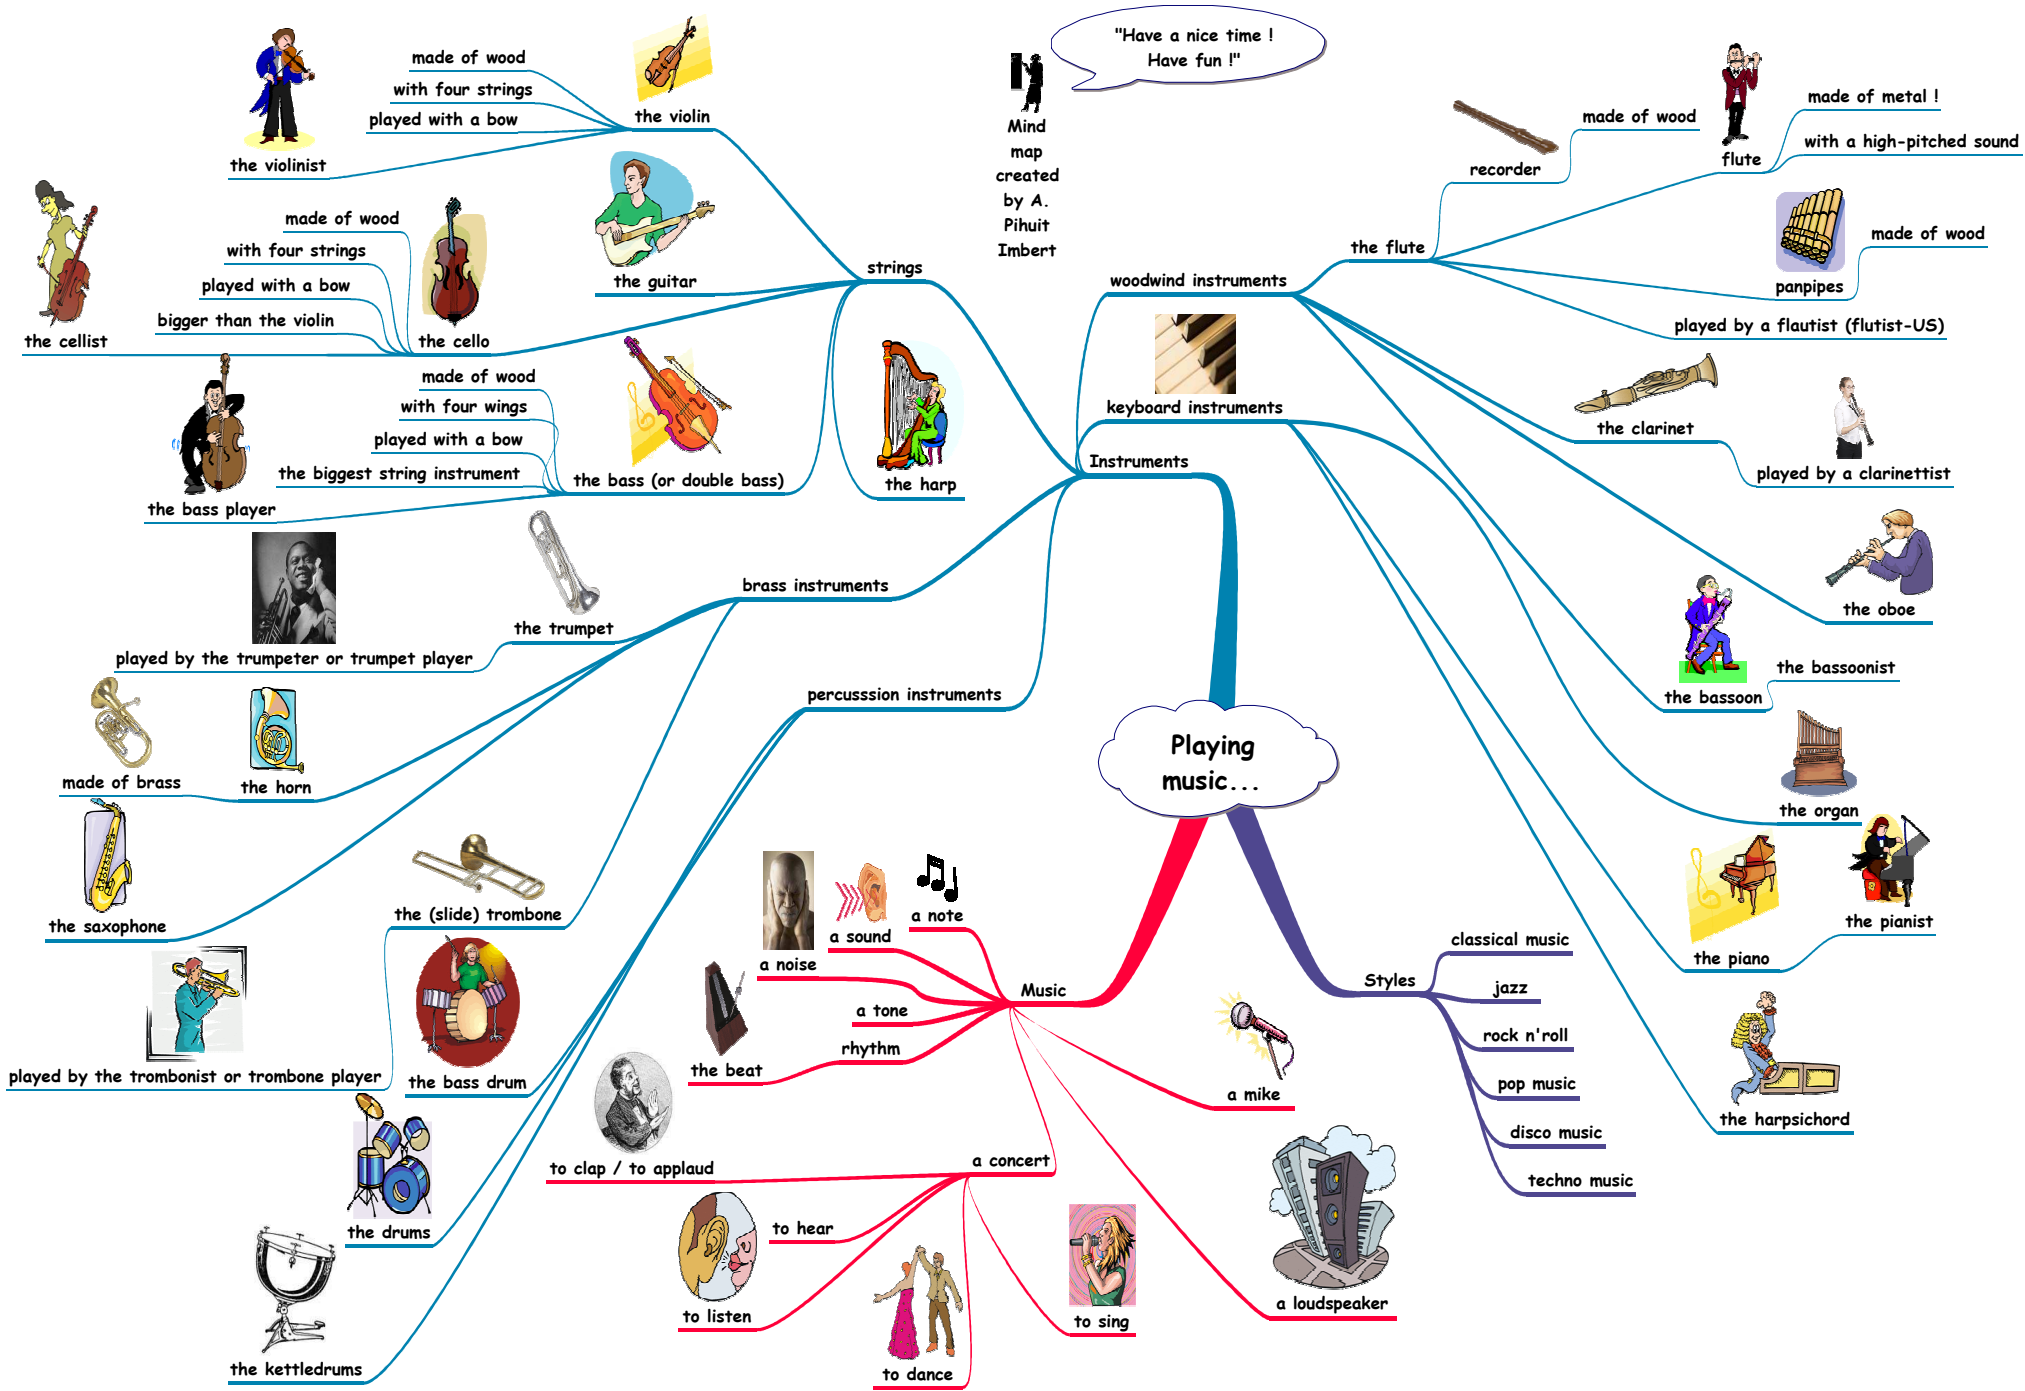 "Have a nice time !
Have fun !"
Mind
map
created
by A.
Pihuit
Imbert
Playing
music...
Instruments
strings
the violin
made of wood
with four strings
played with a bow
the violinist
the guitar
the cello
made of wood
with four strings
played with a bow
bigger than the violin
the cellist
the bass (or double bass)
made of wood
with four wings
played with a bow
the biggest string instrument
the bass player
the harp
brass instruments
the trumpet
played by the trumpeter or trumpet player
the horn
made of brass
the saxophone
the (slide) trombone
played by the trombonist or trombone player
percusssion instruments
the bass drum
the drums
the kettledrums
woodwind instruments
the flute
recorder
made of wood
flute
made of metal !
with a high-pitched sound
panpipes
made of wood
played by a flautist (flutist-US)
the clarinet
played by a clarinettist
the oboe
the bassoon
the bassoonist
keyboard instruments
the organ
the piano
the pianist
the harpsichord
Styles
classical music
jazz
rock n'roll
pop music
disco music
techno music
Music
a note
a sound
a noise
a tone
rhythm
the beat
a concert
to clap / to applaud
to hear
to listen
to dance
to sing
a mike
a loudspeaker